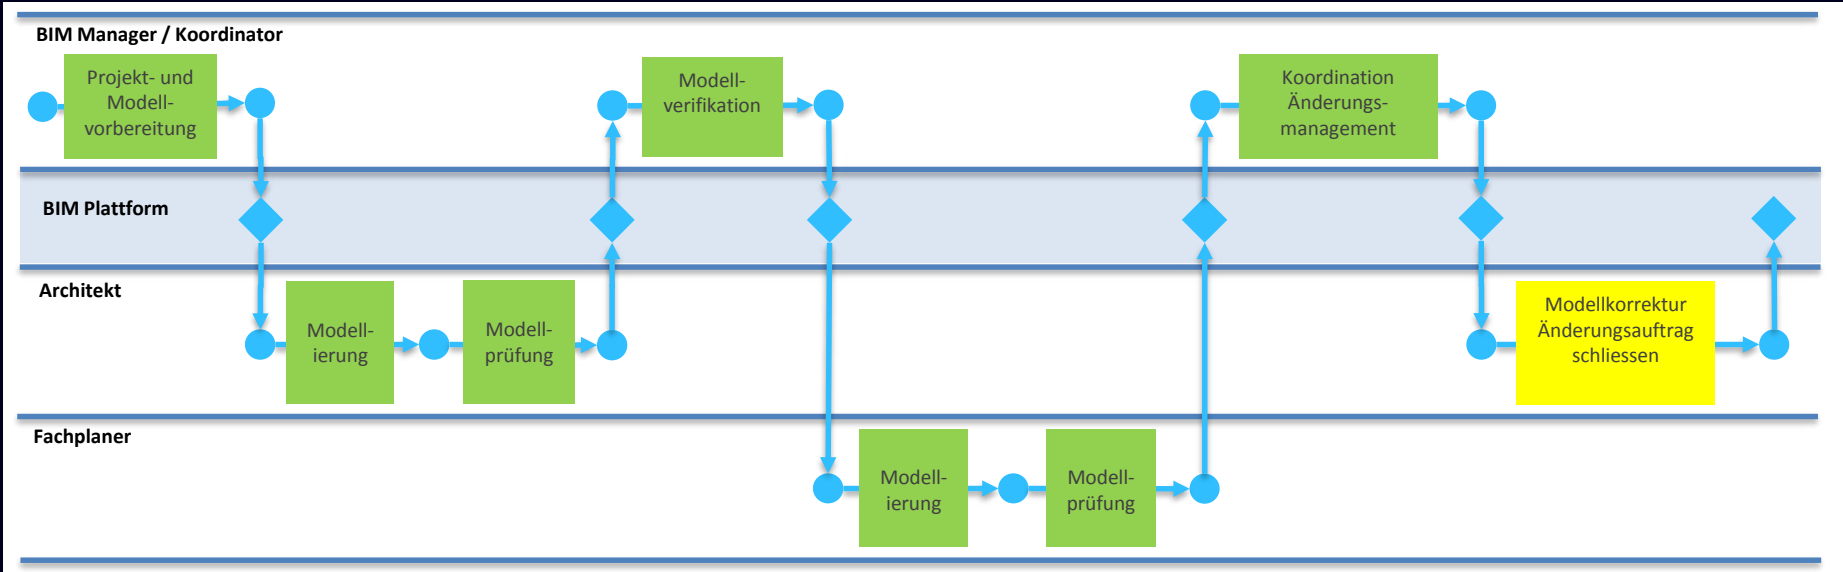 BIM Manager / Koordinator
Projekt- und
Modell-
vorbereitung
Modell-
verifikation
Koordination
Änderungs-
management
BIM Plattform
Architekt
Modell-
ierung
Modell-
prüfung
Modellkorrektur
Änderungsauftrag
schliessen
Fachplaner
Modell-
ierung
Modell-
prüfung